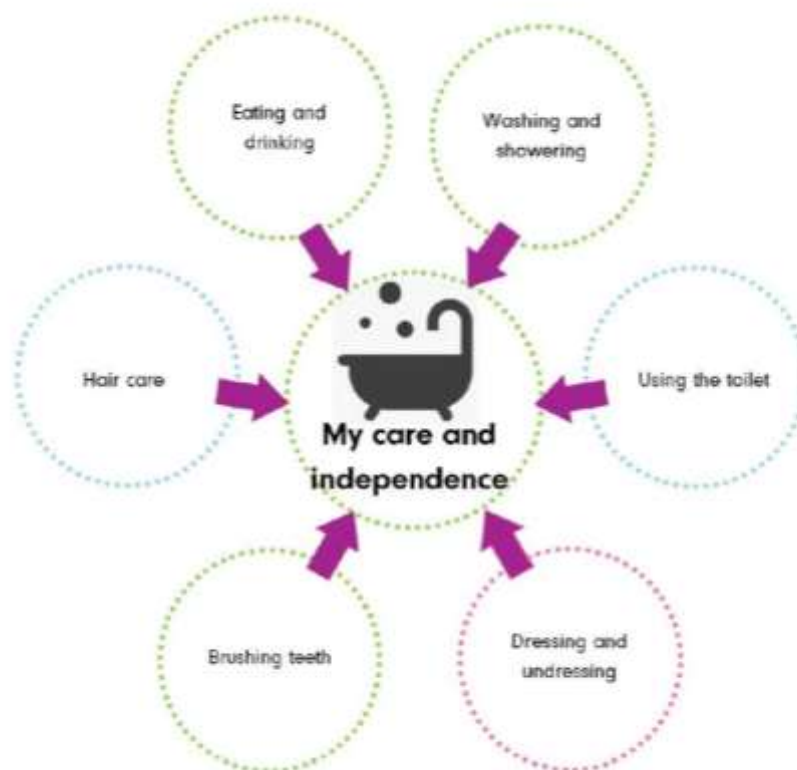 Eating and
drinking
Washing and
showering
Hair care
My care and
independence
Using the toilet
Brushing teeth
Dressing and
undressing